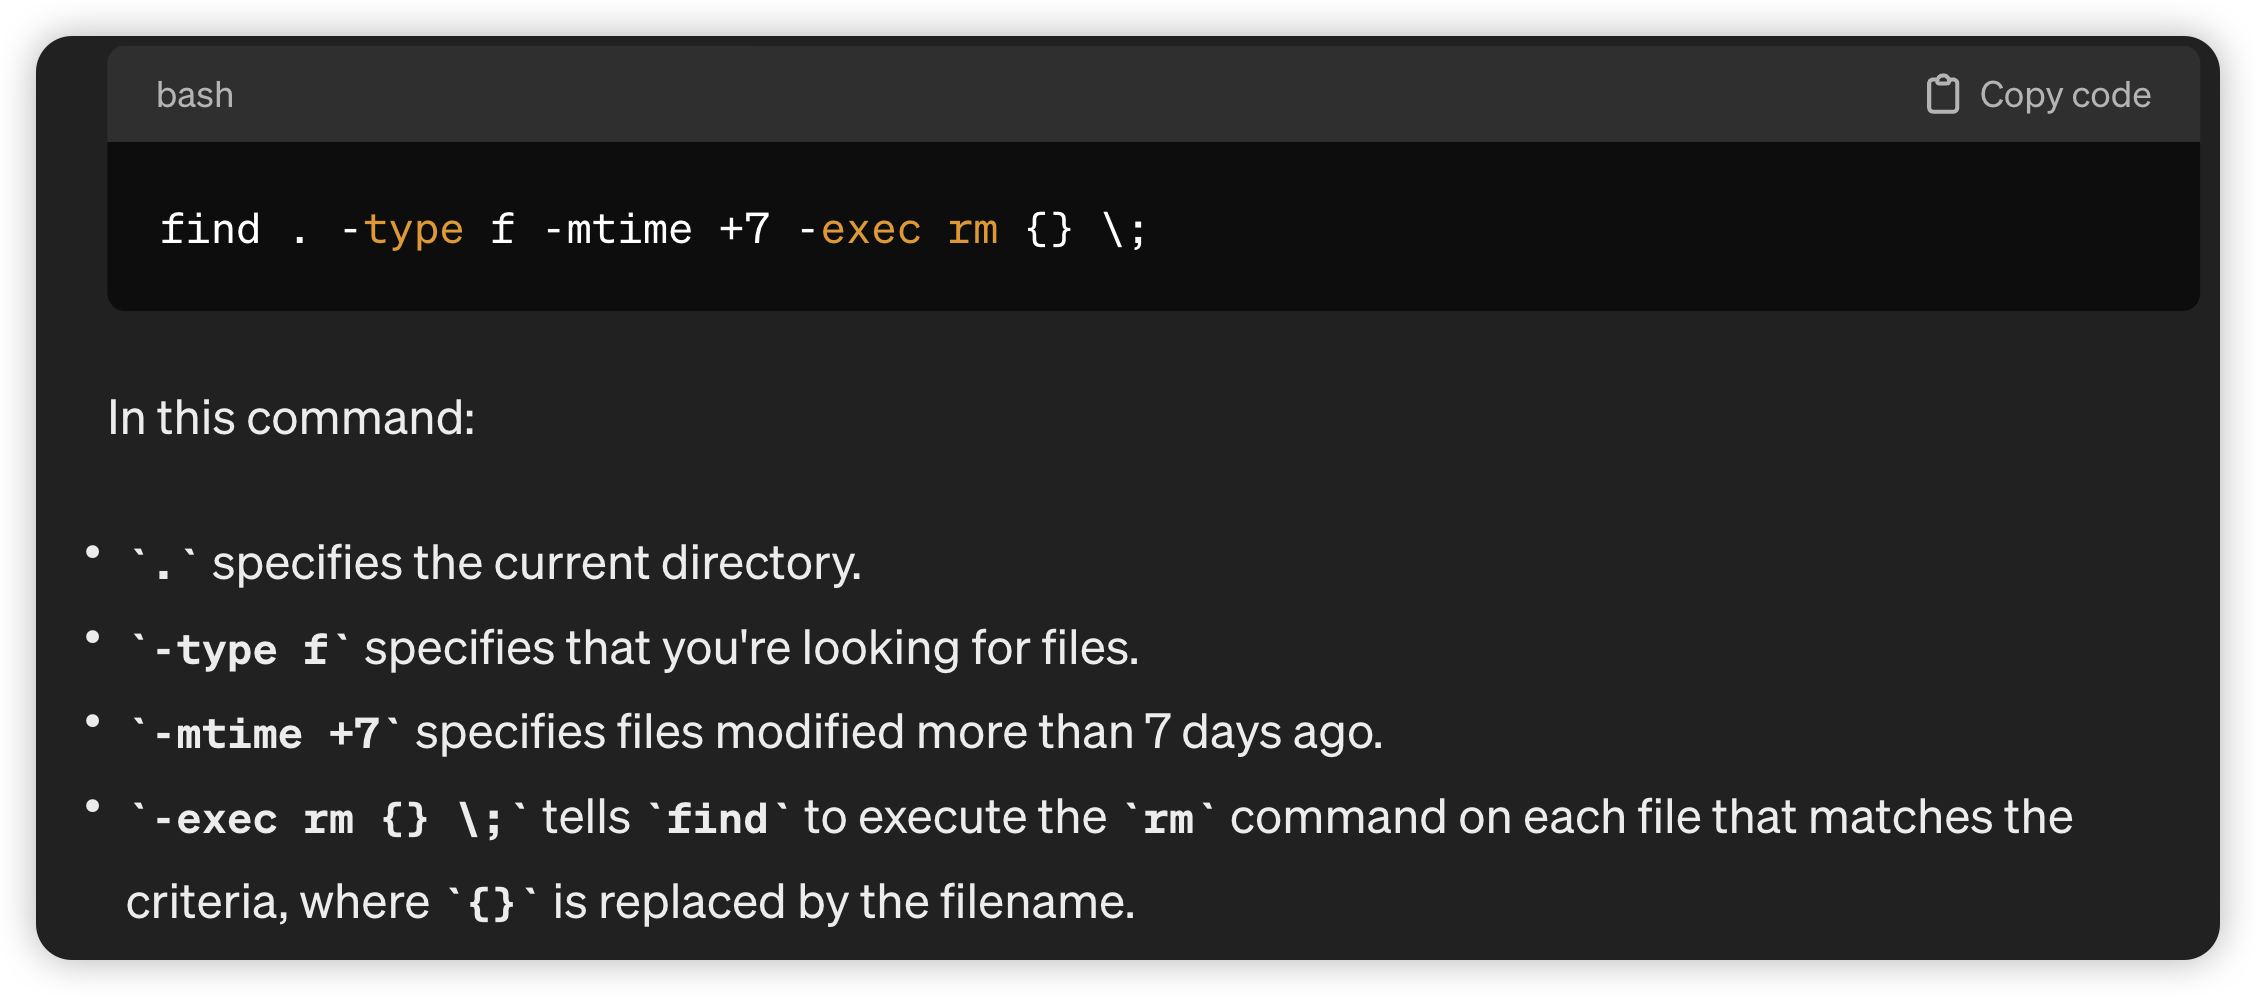 bash
Copy code
find . -type f -mtime +7 -exec rm {} \;
In this command:
• `.` specifies the current directory.
• `-type f` specifies that you're looking for files.
• `-mtime +7` specifies files modified more than 7 days ago.
• `-exec rm {} \;` tells `find` to execute the `rm` command on each file that matches the
criteria, where `{}` is replaced by the filename.